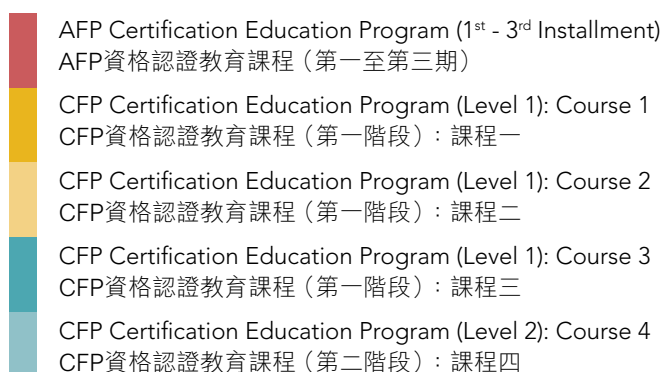 AFP Certification Education Program (1st - 3rd Installment)
AFP資格認證教育課程（第一至第三期）
CFP Certification Education Program (Level 1): Course 1
CFP資格認證教育課程（第一階段）：課程一
CFP Certification Education Program (Level 1): Course 2
CFP資格認證教育課程（第一階段）：課程二
CFP Certification Education Program (Level 1): Course 3
CFP資格認證教育課程（第一階段）：課程三
CFP Certification Education Program (Level 2): Course 4
CFP資格認證教育課程（第二階段）：課程四